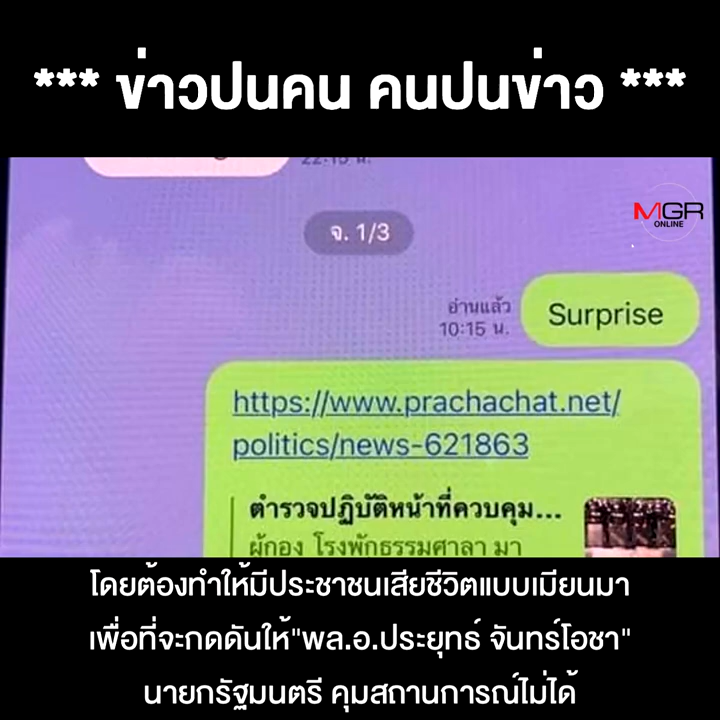 *** ข่าวปนคน คนปนข่าว ***
22:15 น.
MGR
ONLINE
จ. 1/3
อ่านแล้ว
10:15 น.
Surprise
https://www.prachachat.net/
politics/news-621863
ตำรวจปฏิบัติหน้าที่ควบคุม...
ผู้กอง โรงพักธรรมศาลา มา
โดยต้องทำให้มีประชาชนเสียชีวิตแบบเมียนมา
เพื่อที่จะกดดันให้"พล.อ.ประยุทธ์ จันทร์โอชา"
นายกรัฐมนตรี คุมสถานการณ์ไม่ได้